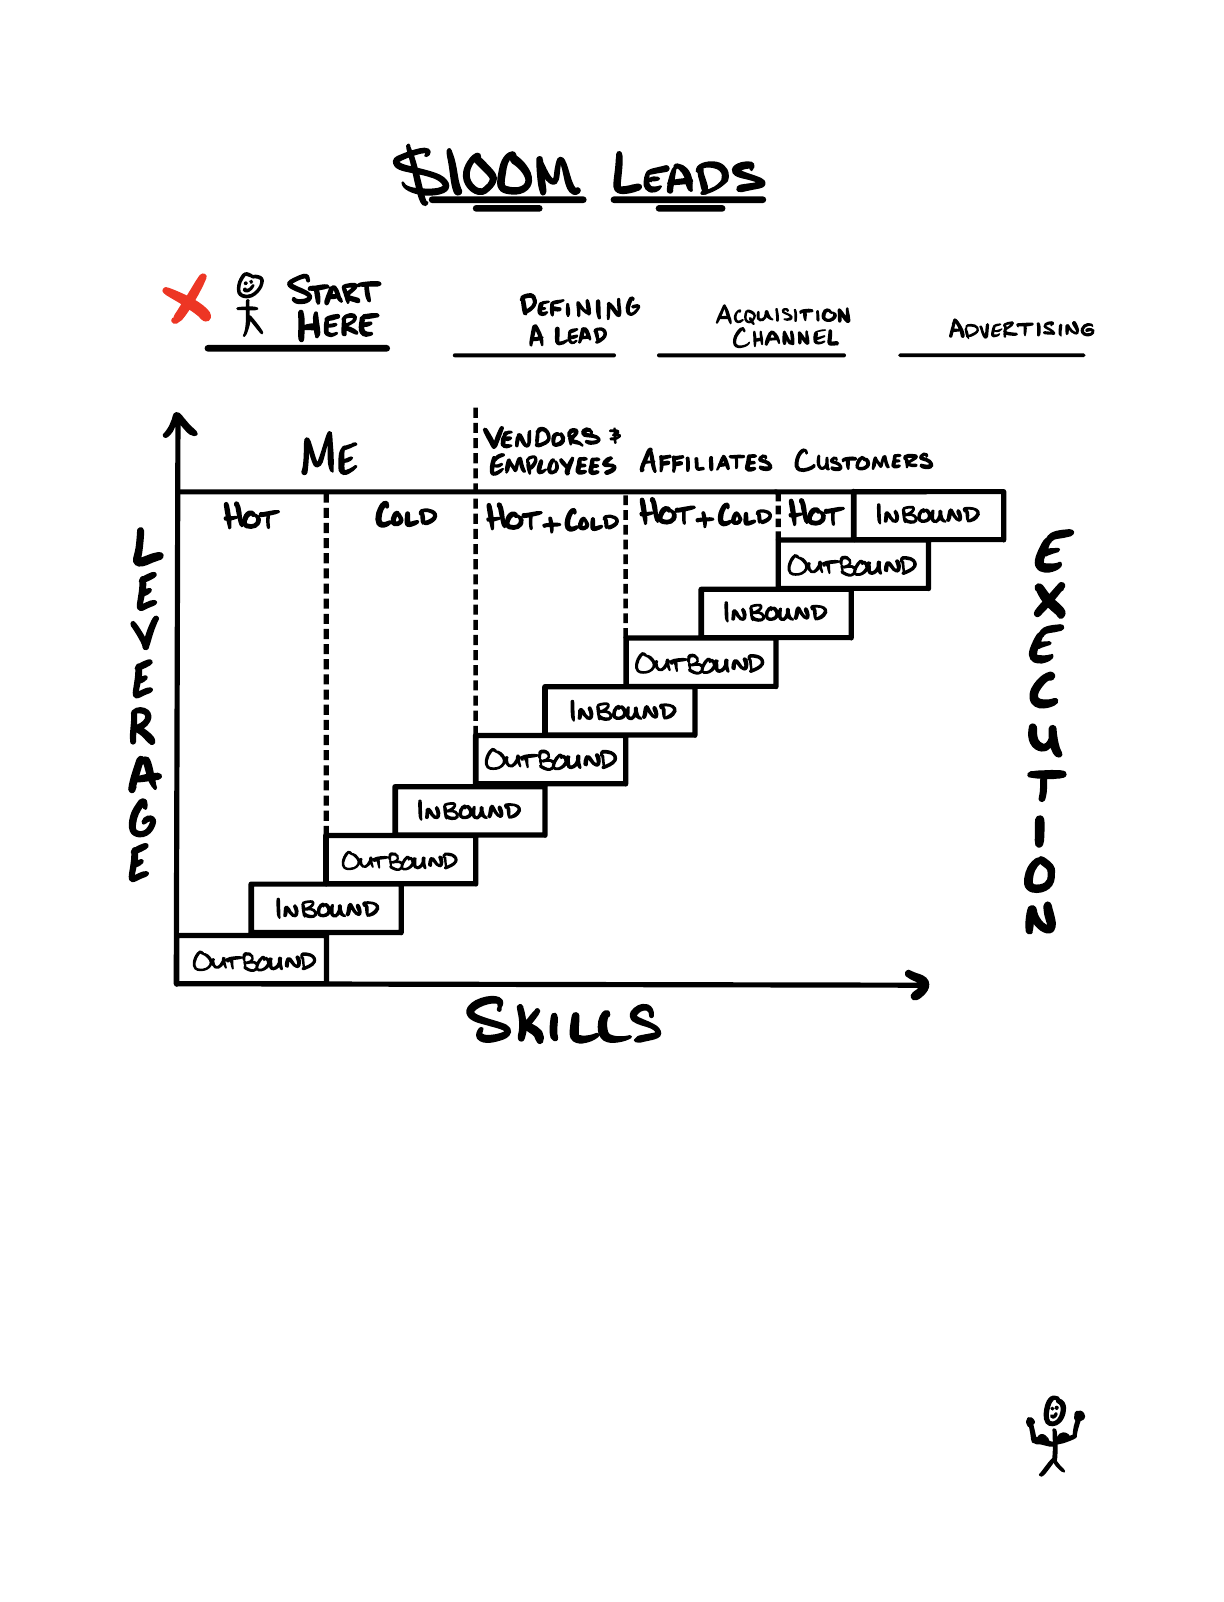 $100M LEADS
START
HERE
DEFINING
A LEAD
ACQUISITION
CHANNEL
ADVERTISING
ME
VENDORS &
EMPLOYEES
AFFILIATES
CUSTOMERS
HOT
COLD
HOT + COLD
HOT + COLD
HOT
INBOUND
OUTBOUND
INBOUND
OUTBOUND
INBOUND
OUTBOUND
INBOUND
OUTBOUND
INBOUND
OUTBOUND
LEVERAGE
EXECUTION
SKILLS